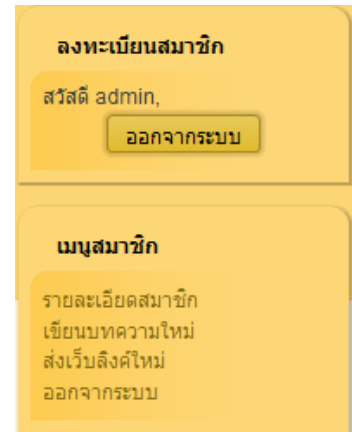 ลงทะเบียนสมาชิก
สวัสดี admin,
ออกจากระบบ
เมนูสมาชิก
รายละเอียดสมาชิก
เขียนบทความใหม่
ส่งเว็บลิงค์ใหม่
ออกจากระบบ